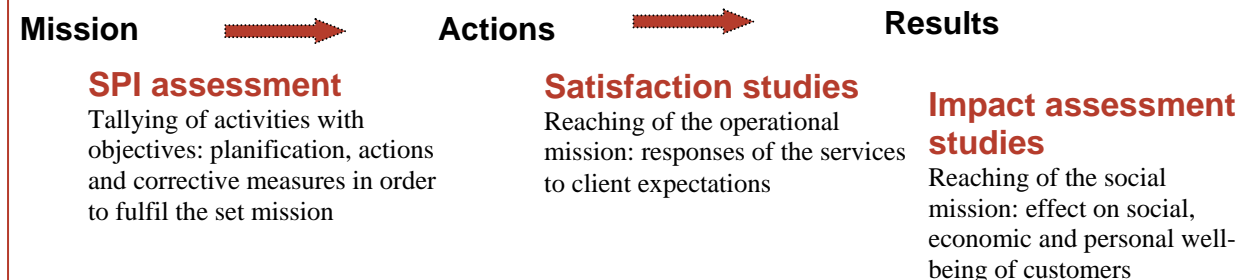 Mission
Actions
Results
SPI assessment
Tallying of activities with
objectives: planification, actions
and corrective measures in order
to fulfil the set mission
Satisfaction studies
Reaching of the operational
mission: responses of the services
to client expectations
Impact assessment
studies
Reaching of the social
mission: effect on social,
economic and personal well-
being of customers